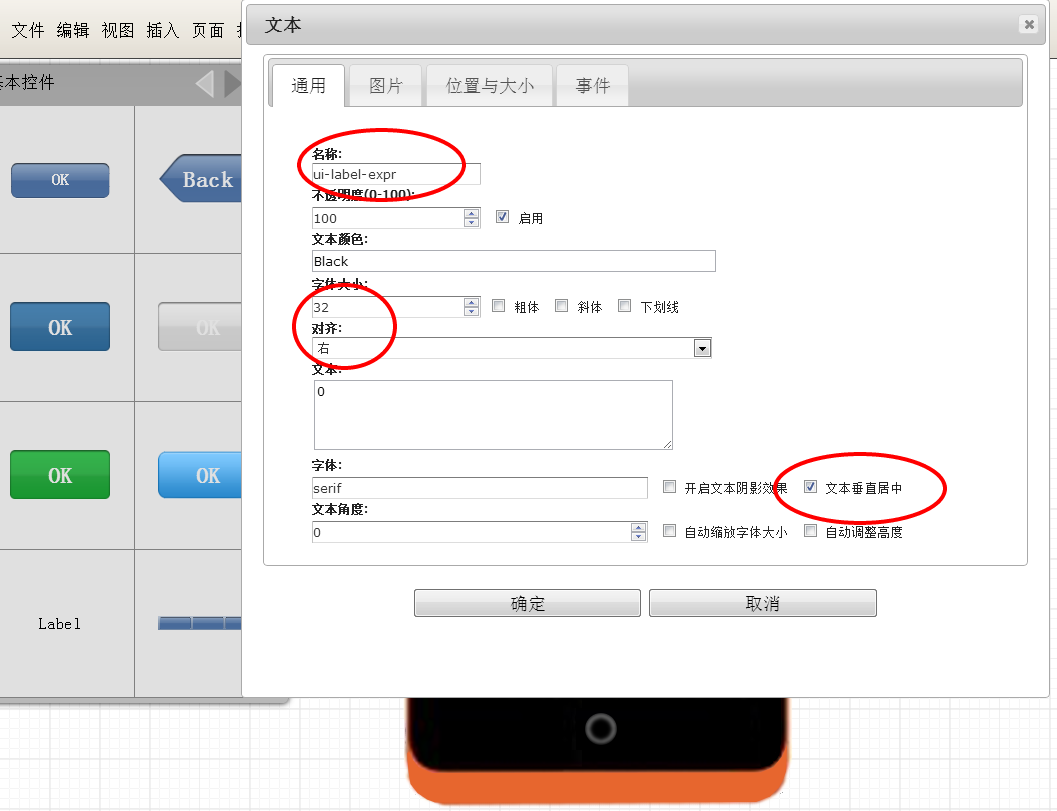 文件 编辑 视图 插入 页面
文本
基本控件
通用 图片 位置与大小 事件
OK Back
名称:
ui-label-expr
不透明度(0-100):
100 启用
文本颜色:
Black
字体大小:
32 粗体 斜体 下划线
OK OK
对齐:
右
文本:
0
字体:
OK OK
serif 开启文本阴影效果 文本垂直居中
文本角度:
0 自动缩放字体大小 自动调整高度
确定 取消
Label